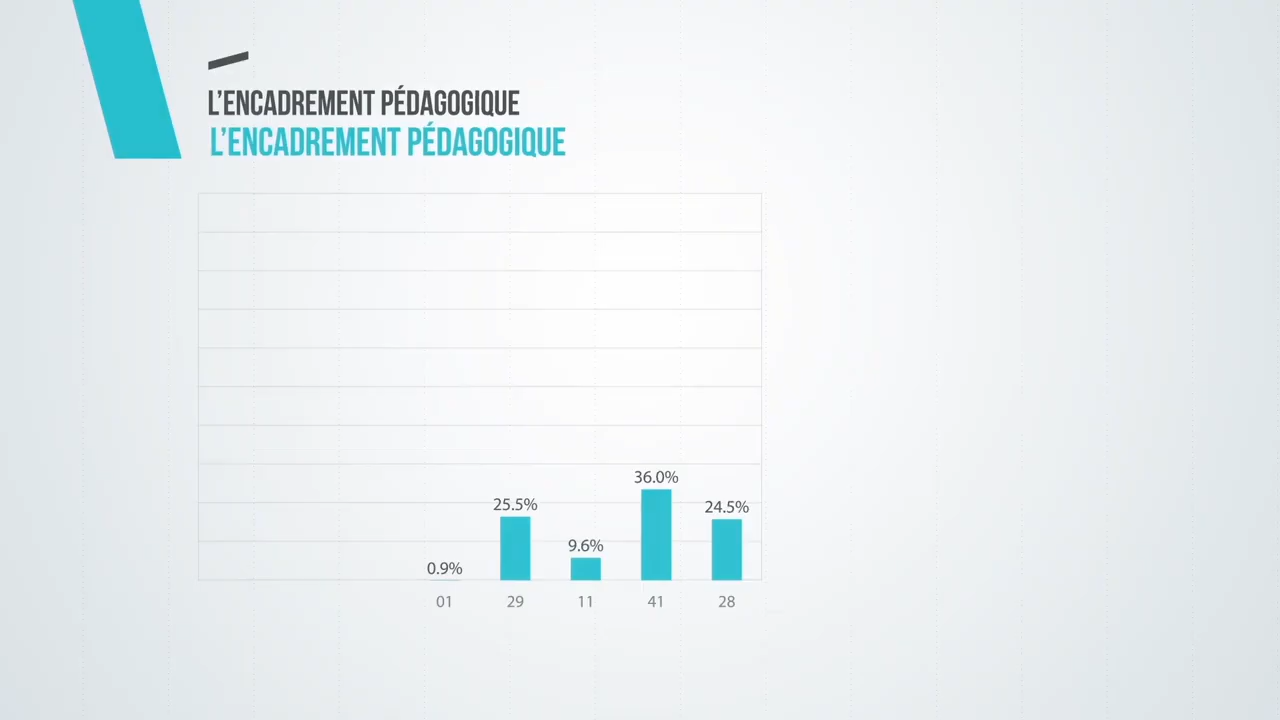 L'ENCADREMENT PÉDAGOGIQUE
L'ENCADREMENT PÉDAGOGIQUE
36.0%
25.5%
24.5%
9.6%
0.9%
01 29 11 41 28